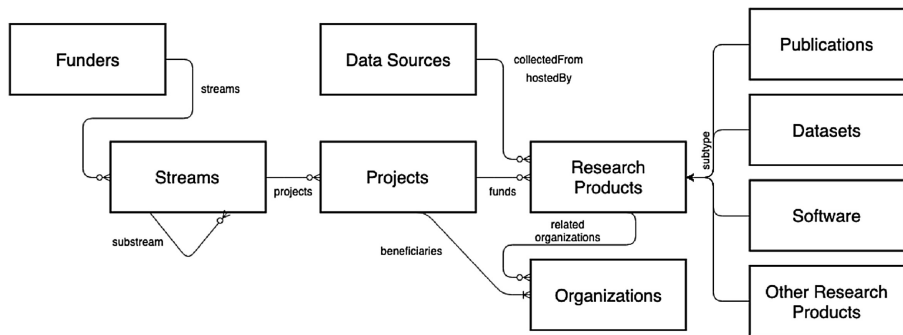 Funders
Data Sources
Publications
collectedFrom
hostedBy
streams
Datasets
subtype
Streams
projects
Projects
funds
Research
Products
substream
beneficiaries
related
organizations
Software
Organizations
Other Research
Products